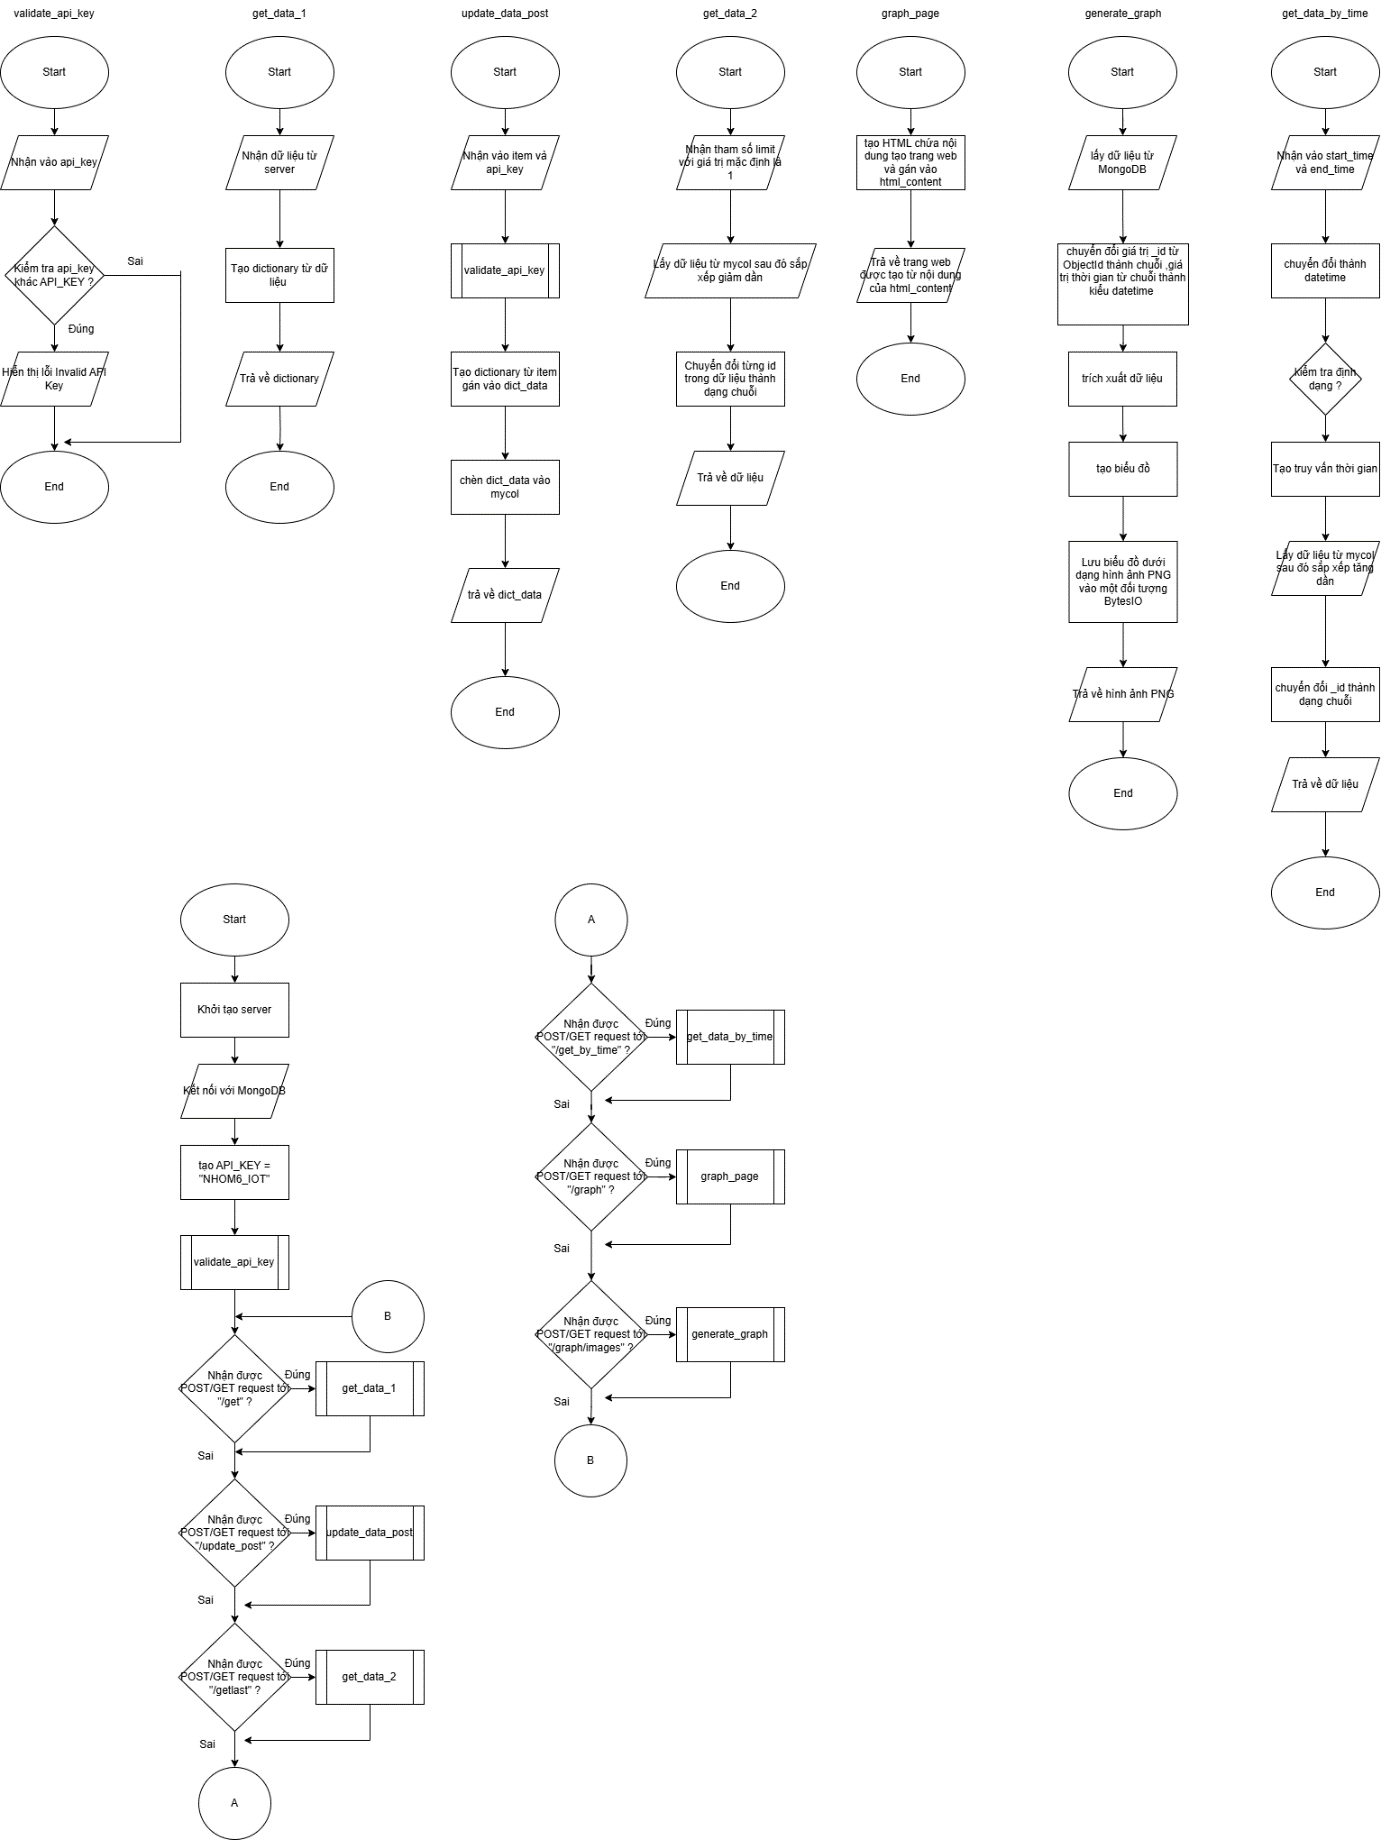 validate_api_key
Start
Nhận vào api_key
Kiểm tra api_key
khác API_KEY ?
Sai
Đúng
Hiển thị lỗi Invalid API
Key
End
get_data_1
Start
Nhận dữ liệu từ
server
Tạo dictionary từ dữ
liệu
Trả về dictionary
End
update_data_post
Start
Nhận vào item và
api_key
validate_api_key
Tạo dictionary từ item
gán vào dict_data
chèn dict_data vào
mycol
trả về dict_data
End
get_data_2
Start
Nhận tham số limit
với giá trị mặc định là
1
Lấy dữ liệu từ mycol sau đó sắp
xếp giảm dần
Chuyển đổi từng id
trong dữ liệu thành
dạng chuỗi
Trả về dữ liệu
End
graph_page
Start
tạo HTML chứa nội
dung tạo trang web
và gán vào
html_content
Trả về trang web
được tạo từ nội dung
của html_content
End
generate_graph
Start
lấy dữ liệu từ
MongoDB
chuyển đổi giá trị _id từ
ObjectId thành chuỗi ,giá
trị thời gian từ chuỗi thành
kiểu datetime
trích xuất dữ liệu
tạo biểu đồ
Lưu biểu đồ dưới
dạng hình ảnh PNG
vào một đối tượng
BytesIO
Trả về hình ảnh PNG
End
get_data_by_time
Start
Nhận vào start_time
và end_time
chuyển đổi thành
datetime
kiểm tra định
dạng ?
Tạo truy vấn thời gian
Lấy dữ liệu từ mycol
sau đó sắp xếp tăng
dần
chuyển đổi _id thành
dạng chuỗi
Trả về dữ liệu
End
Start
Khởi tạo server
Kết nối với MongoDB
tạo API_KEY =
"NHOM6_IOT"
validate_api_key
B
Nhận được
POST/GET request tới
"/get" ?
Đúng
get_data_1
Sai
Nhận được
POST/GET request tới
"/update_post" ?
Đúng
update_data_post
Sai
Nhận được
POST/GET request tới
"/getlast" ?
Đúng
get_data_2
Sai
A
A
Nhận được
POST/GET request tới
"/get_by_time" ?
Đúng
get_data_by_time
Sai
Nhận được
POST/GET request tới
"/graph" ?
Đúng
graph_page
Sai
Nhận được
POST/GET request tới
"/graph/images" ?
Đúng
generate_graph
Sai
B